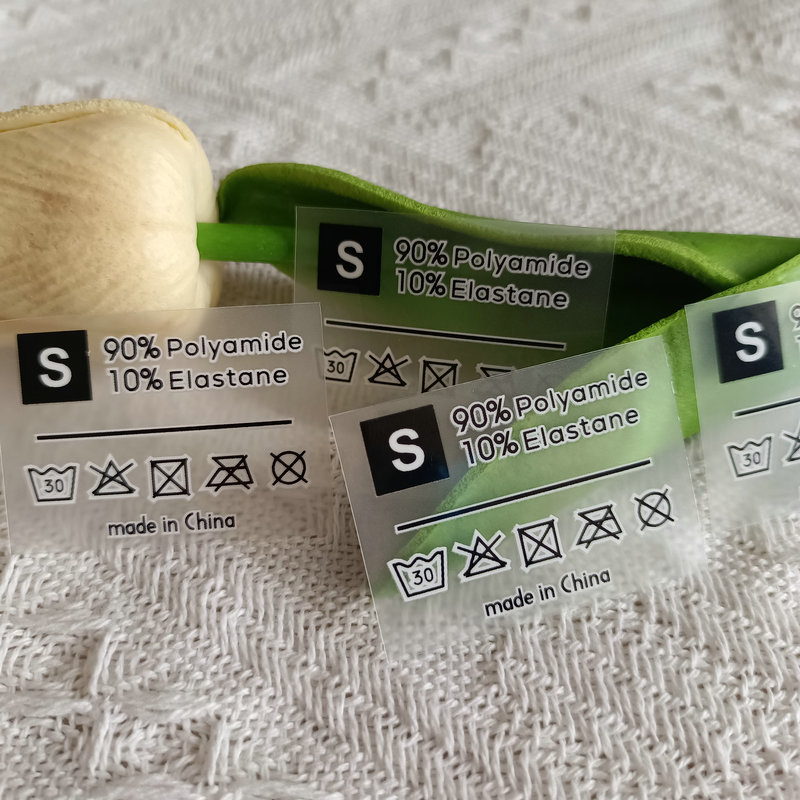 S
90% Polyamide
10% Elastane
30
S
90% Polyamide
10% Elastane
30
made in China
S
90% Polyamide
10% Elastane
30
made in China
S
30